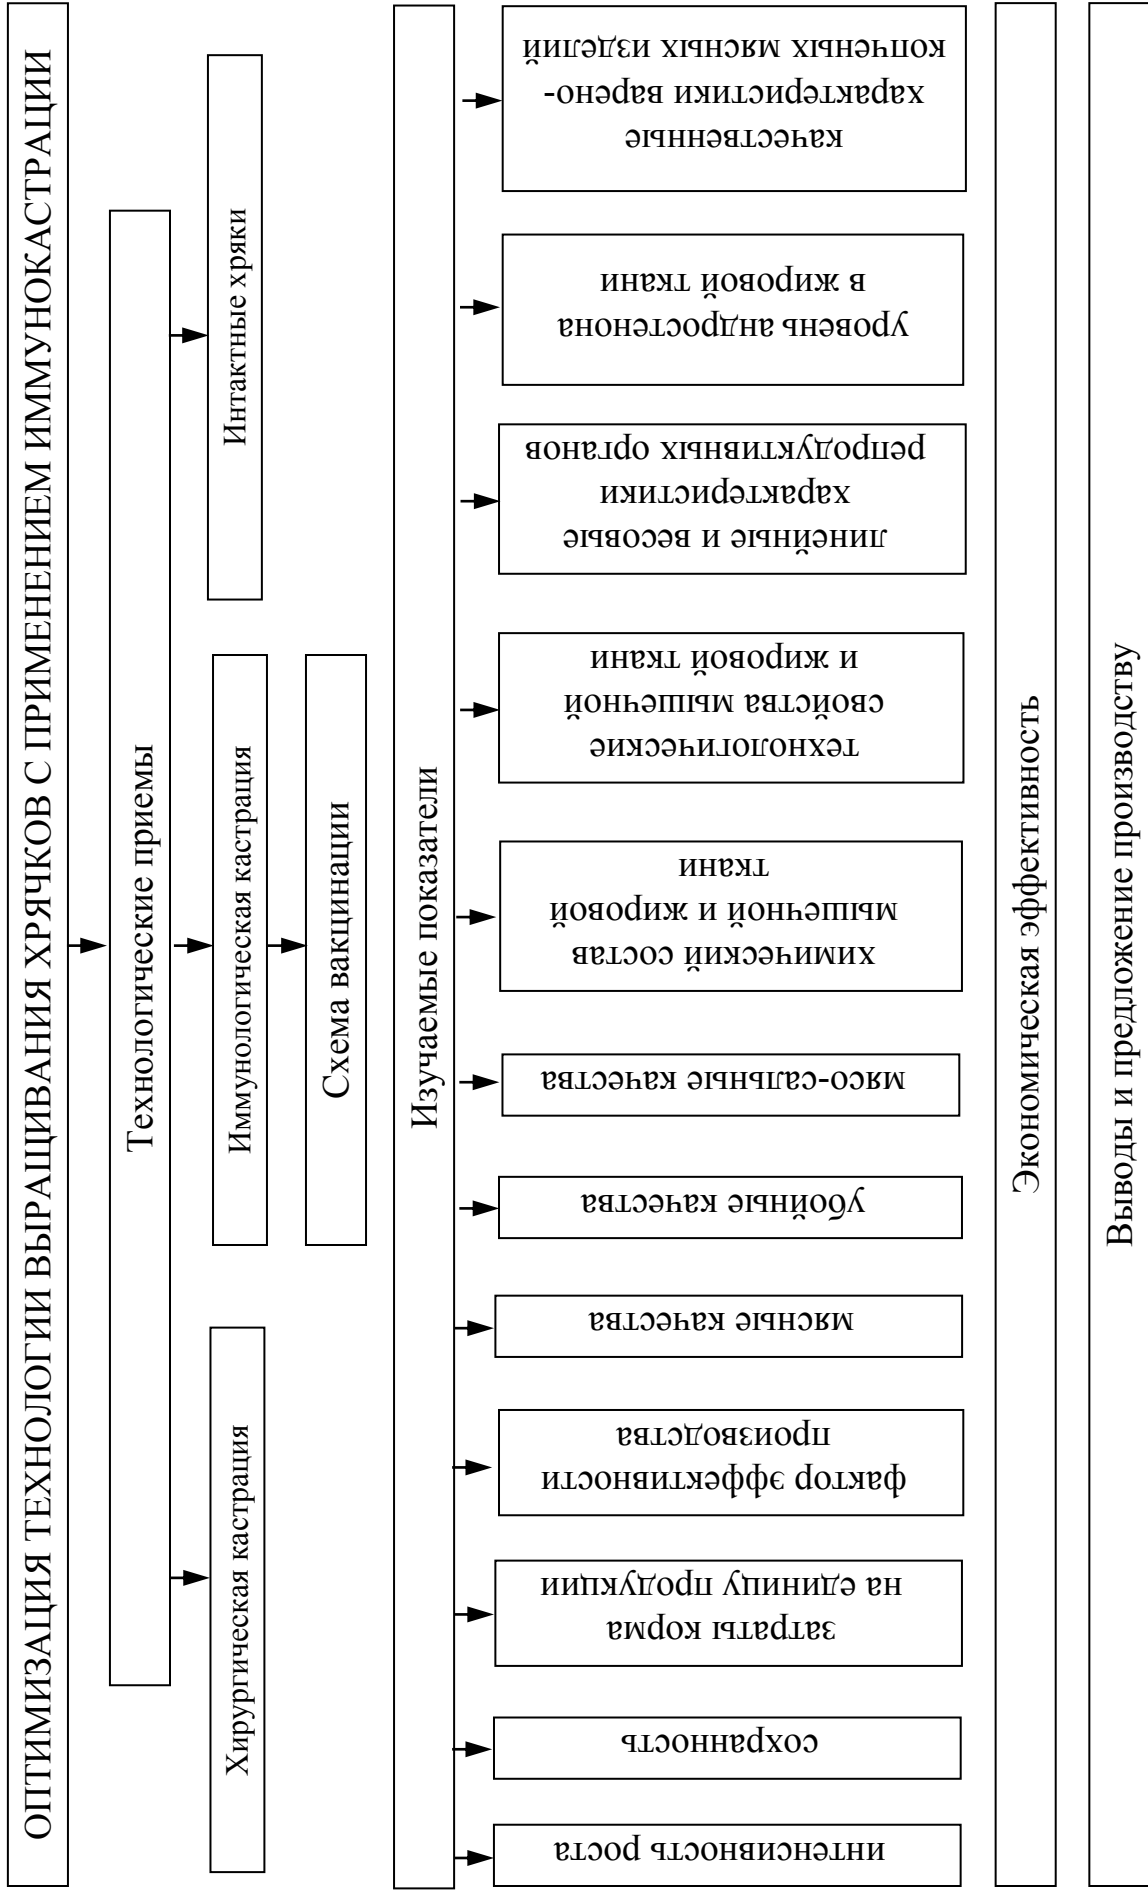 ОПТИМИЗАЦИЯ ТЕХНОЛОГИИ ВЫРАЩИВАНИЯ ХРЯЧКОВ С ПРИМЕНЕНИЕМ ИММУНОКАСТРАЦИИ
Технологические приемы
Хирургическая кастрация
Иммунологическая кастрация
Интактные хряки
Схема вакцинации
Изучаемые показатели
интенсивность роста
сохранность
затраты корма
на единицу продукции
фактор эффективности
производства
мясные качества
убойные качества
мясо-сальные качества
химический состав
мышечной и жировой
ткани
технологические
свойства мышечной
и жировой ткани
линейные и весовые
характеристики
репродуктивных органов
уровень андростенона
в жировой ткани
качественные
характеристики варено-
копченых мясных изделий
Экономическая эффективность
Выводы и предложение производству